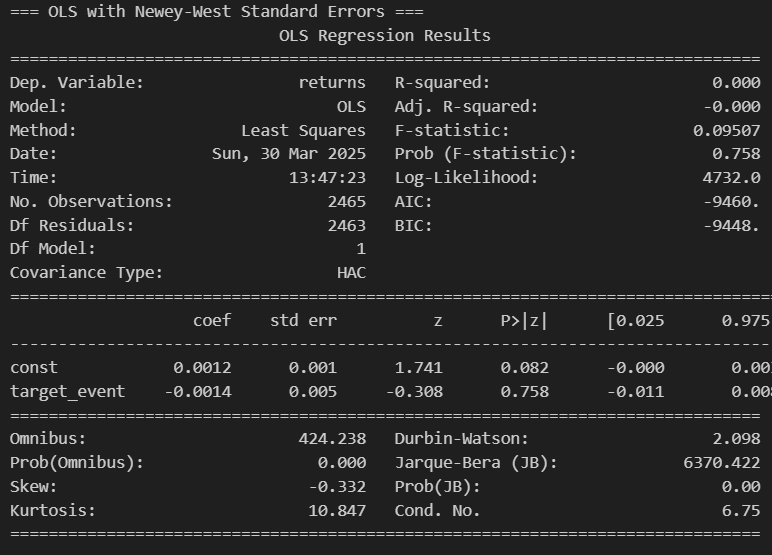 === OLS with Newey-West Standard Errors ===
OLS Regression Results
==============================================================================
Dep. Variable: returns R-squared: 0.000
Model: OLS Adj. R-squared: -0.000
Method: Least Squares F-statistic: 0.09507
Date: Sun, 30 Mar 2025 Prob (F-statistic): 0.758
Time: 13:47:23 Log-Likelihood: 4732.0
No. Observations: 2465 AIC: -9460.
Df Residuals: 2463 BIC: -9448.
Df Model: 1
Covariance Type: HAC
==============================================================================
coef std err z P>|z| [0.025 0.975
------------------------------------------------------------------------------
const 0.0012 0.001 1.741 0.082 -0.000 0.00
target_event -0.0014 0.005 -0.308 0.758 -0.011 0.00
==============================================================================
Omnibus: 424.238 Durbin-Watson: 2.098
Prob(Omnibus): 0.000 Jarque-Bera (JB): 6370.422
Skew: -0.332 Prob(JB): 0.00
Kurtosis: 10.847 Cond. No. 6.75
==============================================================================